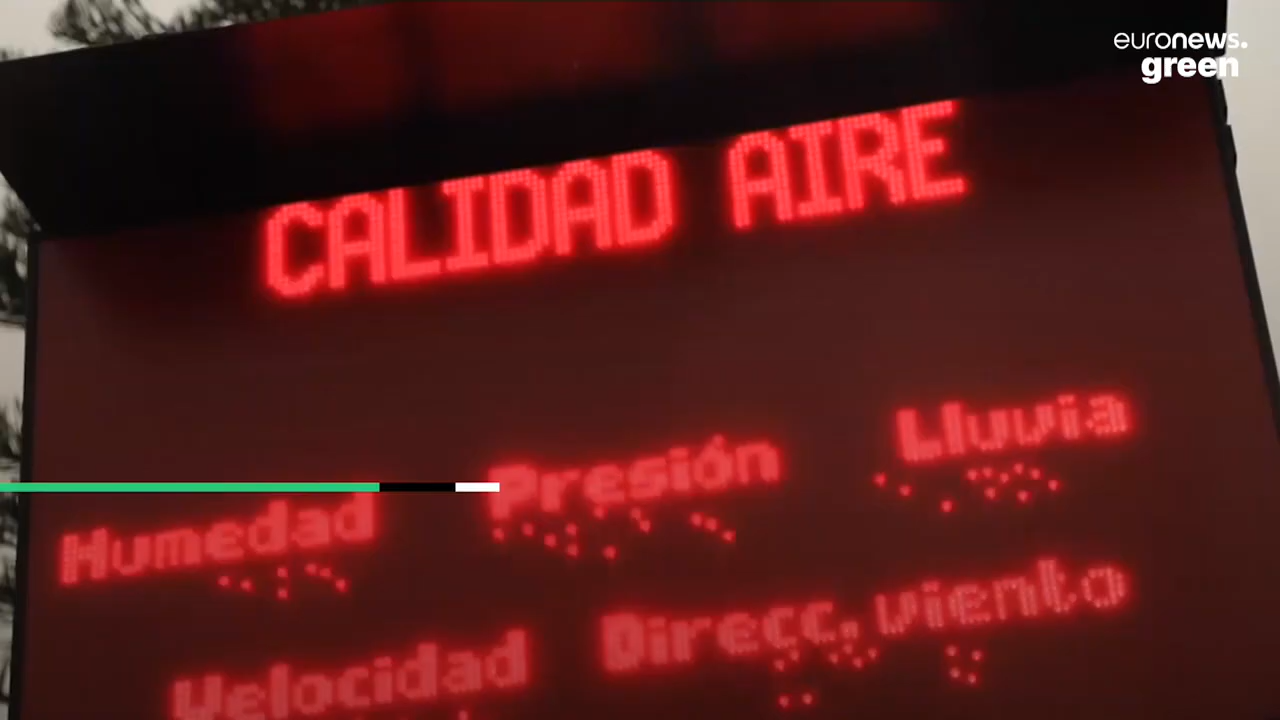 euronews.
green
CALIDAD AIRE
Humedad Presión Lluvia
Velocidad Direcc. viento